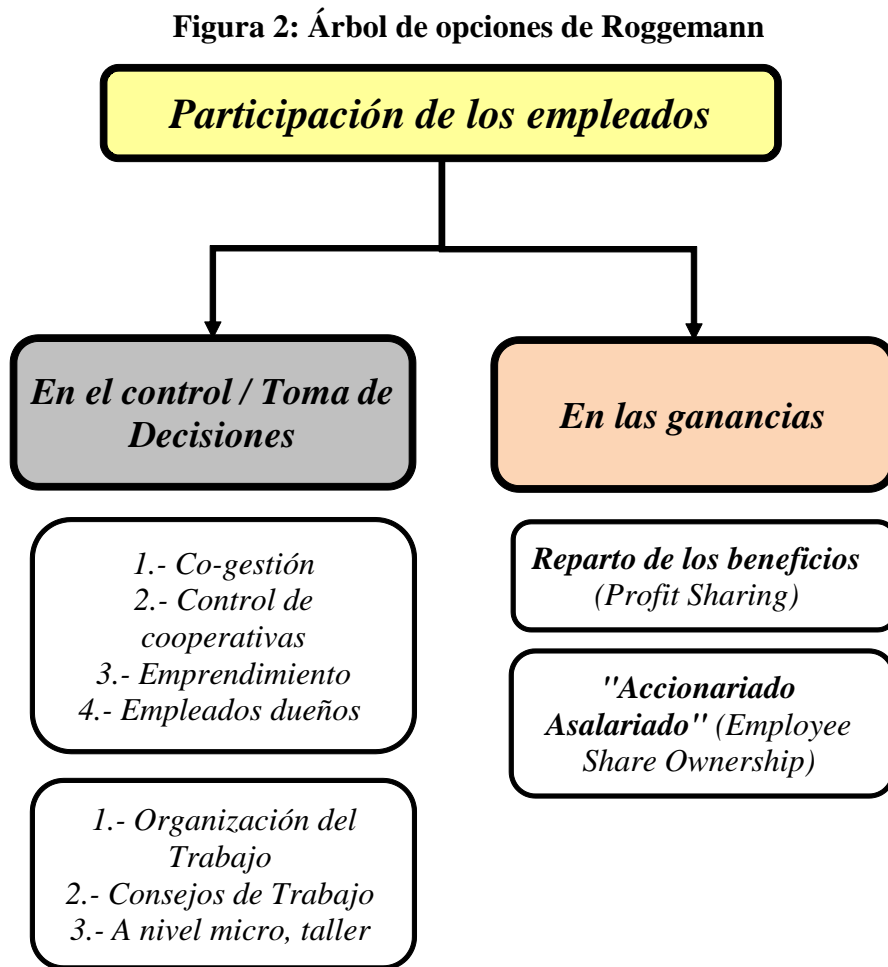 Figura 2: Árbol de opciones de Roggemann
Participación de los empleados
En el control / Toma de
Decisiones
En las ganancias
1.- Co-gestión
2.- Control de
cooperativas
3.- Emprendimiento
4.- Empleados dueños
Reparto de los beneficios
(Profit Sharing)
"Accionariado
Asalariado" (Employee
Share Ownership)
1.- Organización del
Trabajo
2.- Consejos de Trabajo
3.- A nivel micro, taller